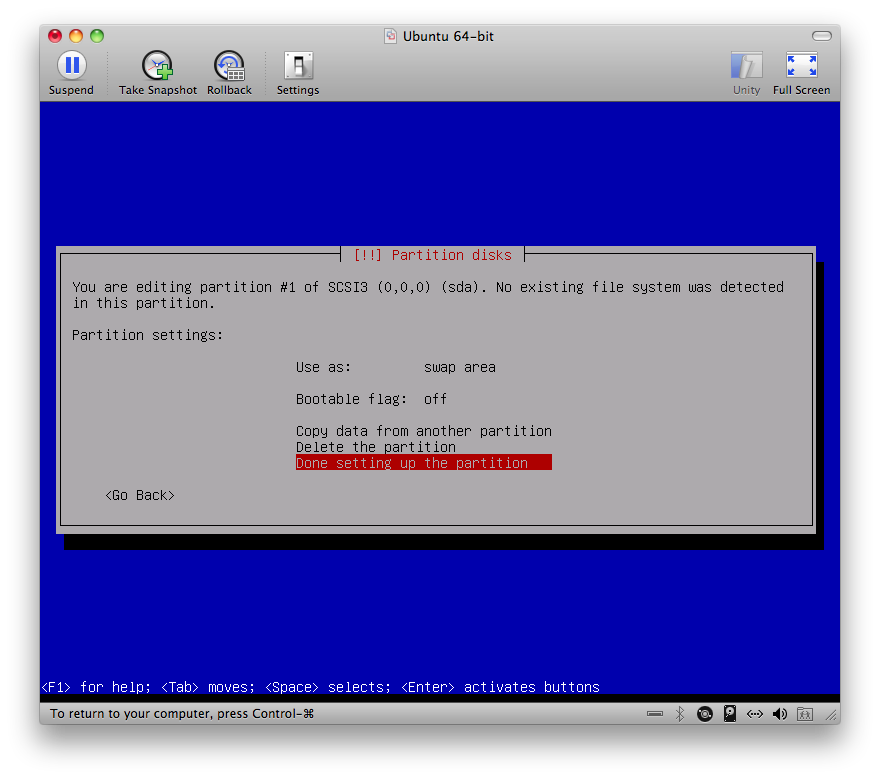 Ubuntu 64-bit
Suspend Take Snapshot Rollback Settings Unity Full Screen
[!!] Partition disks
You are editing partition #1 of SCSI3 (0,0,0) (sda). No existing file system was detected
in this partition.
Partition settings:
Use as: swap area
Bootable flag: off
Copy data from another partition
Delete the partition
Done setting up the partition
<Go Back>
<F1> for help; <Tab> moves; <Space> selects; <Enter> activates buttons
To return to your computer, press Control-⌘